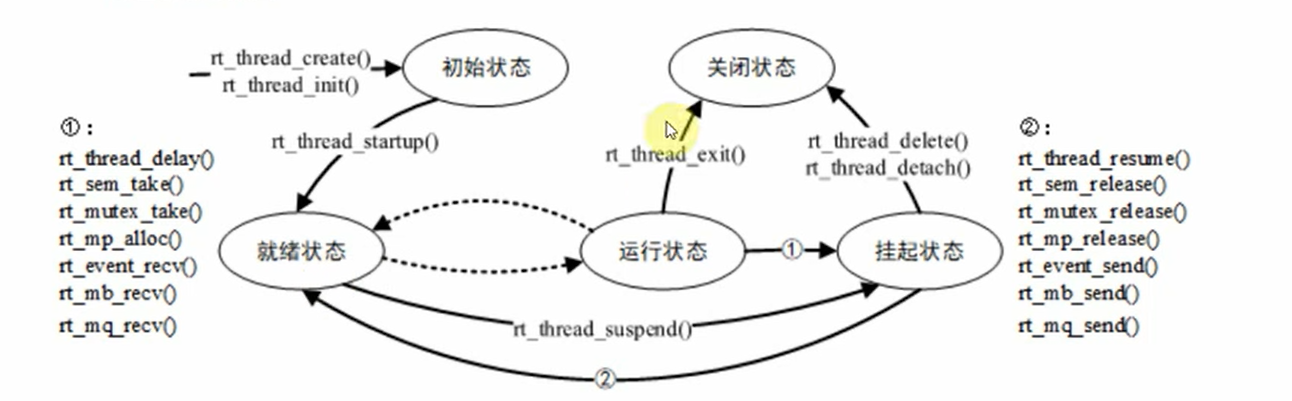 rt_thread_create()
rt_thread_init()
初始状态
关闭状态
①：
rt_thread_delay()
rt_sem_take()
rt_mutex_take()
rt_mp_alloc()
rt_event_recv()
rt_mb_recv()
rt_mq_recv()
rt_thread_startup()
rt_thread_exit()
rt_thread_delete()
rt_thread_detach()
②：
rt_thread_resume()
rt_sem_release()
rt_mutex_release()
rt_mp_release()
rt_event_send()
rt_mb_send()
rt_mq_send()
就绪状态
运行状态
①
挂起状态
rt_thread_suspend()
②